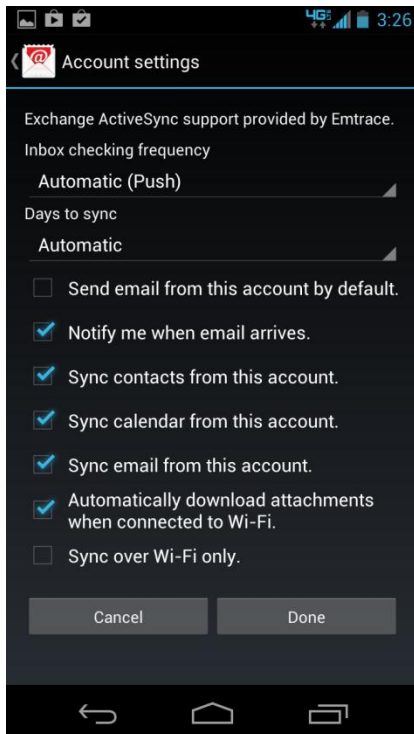 4G 3:26
Account settings
Exchange ActiveSync support provided by Emtrace.
Inbox checking frequency
Automatic (Push)
Days to sync
Automatic
Send email from this account by default.
Notify me when email arrives.
Sync contacts from this account.
Sync calendar from this account.
Sync email from this account.
Automatically download attachments
when connected to Wi-Fi.
Sync over Wi-Fi only.
Cancel Done